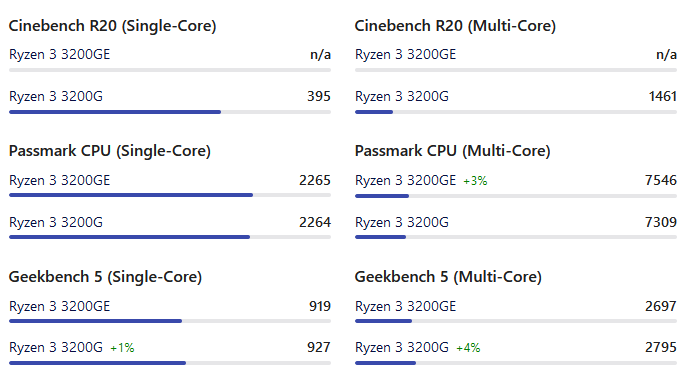 Cinebench R20 (Single-Core)
Ryzen 3 3200GE n/a
Ryzen 3 3200G 395
Cinebench R20 (Multi-Core)
Ryzen 3 3200GE n/a
Ryzen 3 3200G 1461
Passmark CPU (Single-Core)
Ryzen 3 3200GE 2265
Ryzen 3 3200G 2264
Passmark CPU (Multi-Core)
Ryzen 3 3200GE +3% 7546
Ryzen 3 3200G 7309
Geekbench 5 (Single-Core)
Ryzen 3 3200GE 919
Ryzen 3 3200G +1% 927
Geekbench 5 (Multi-Core)
Ryzen 3 3200GE 2697
Ryzen 3 3200G +4% 2795